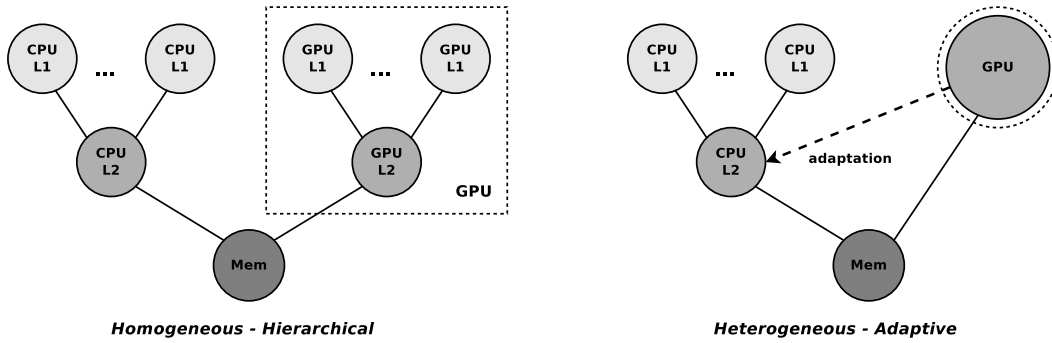 CPU
L1
...
CPU
L1
GPU
L1
...
GPU
L1
CPU
L2
GPU
L2
GPU
Mem
Homogeneous - Hierarchical
CPU
L1
...
CPU
L1
GPU
CPU
L2
adaptation
Mem
Heterogeneous - Adaptive